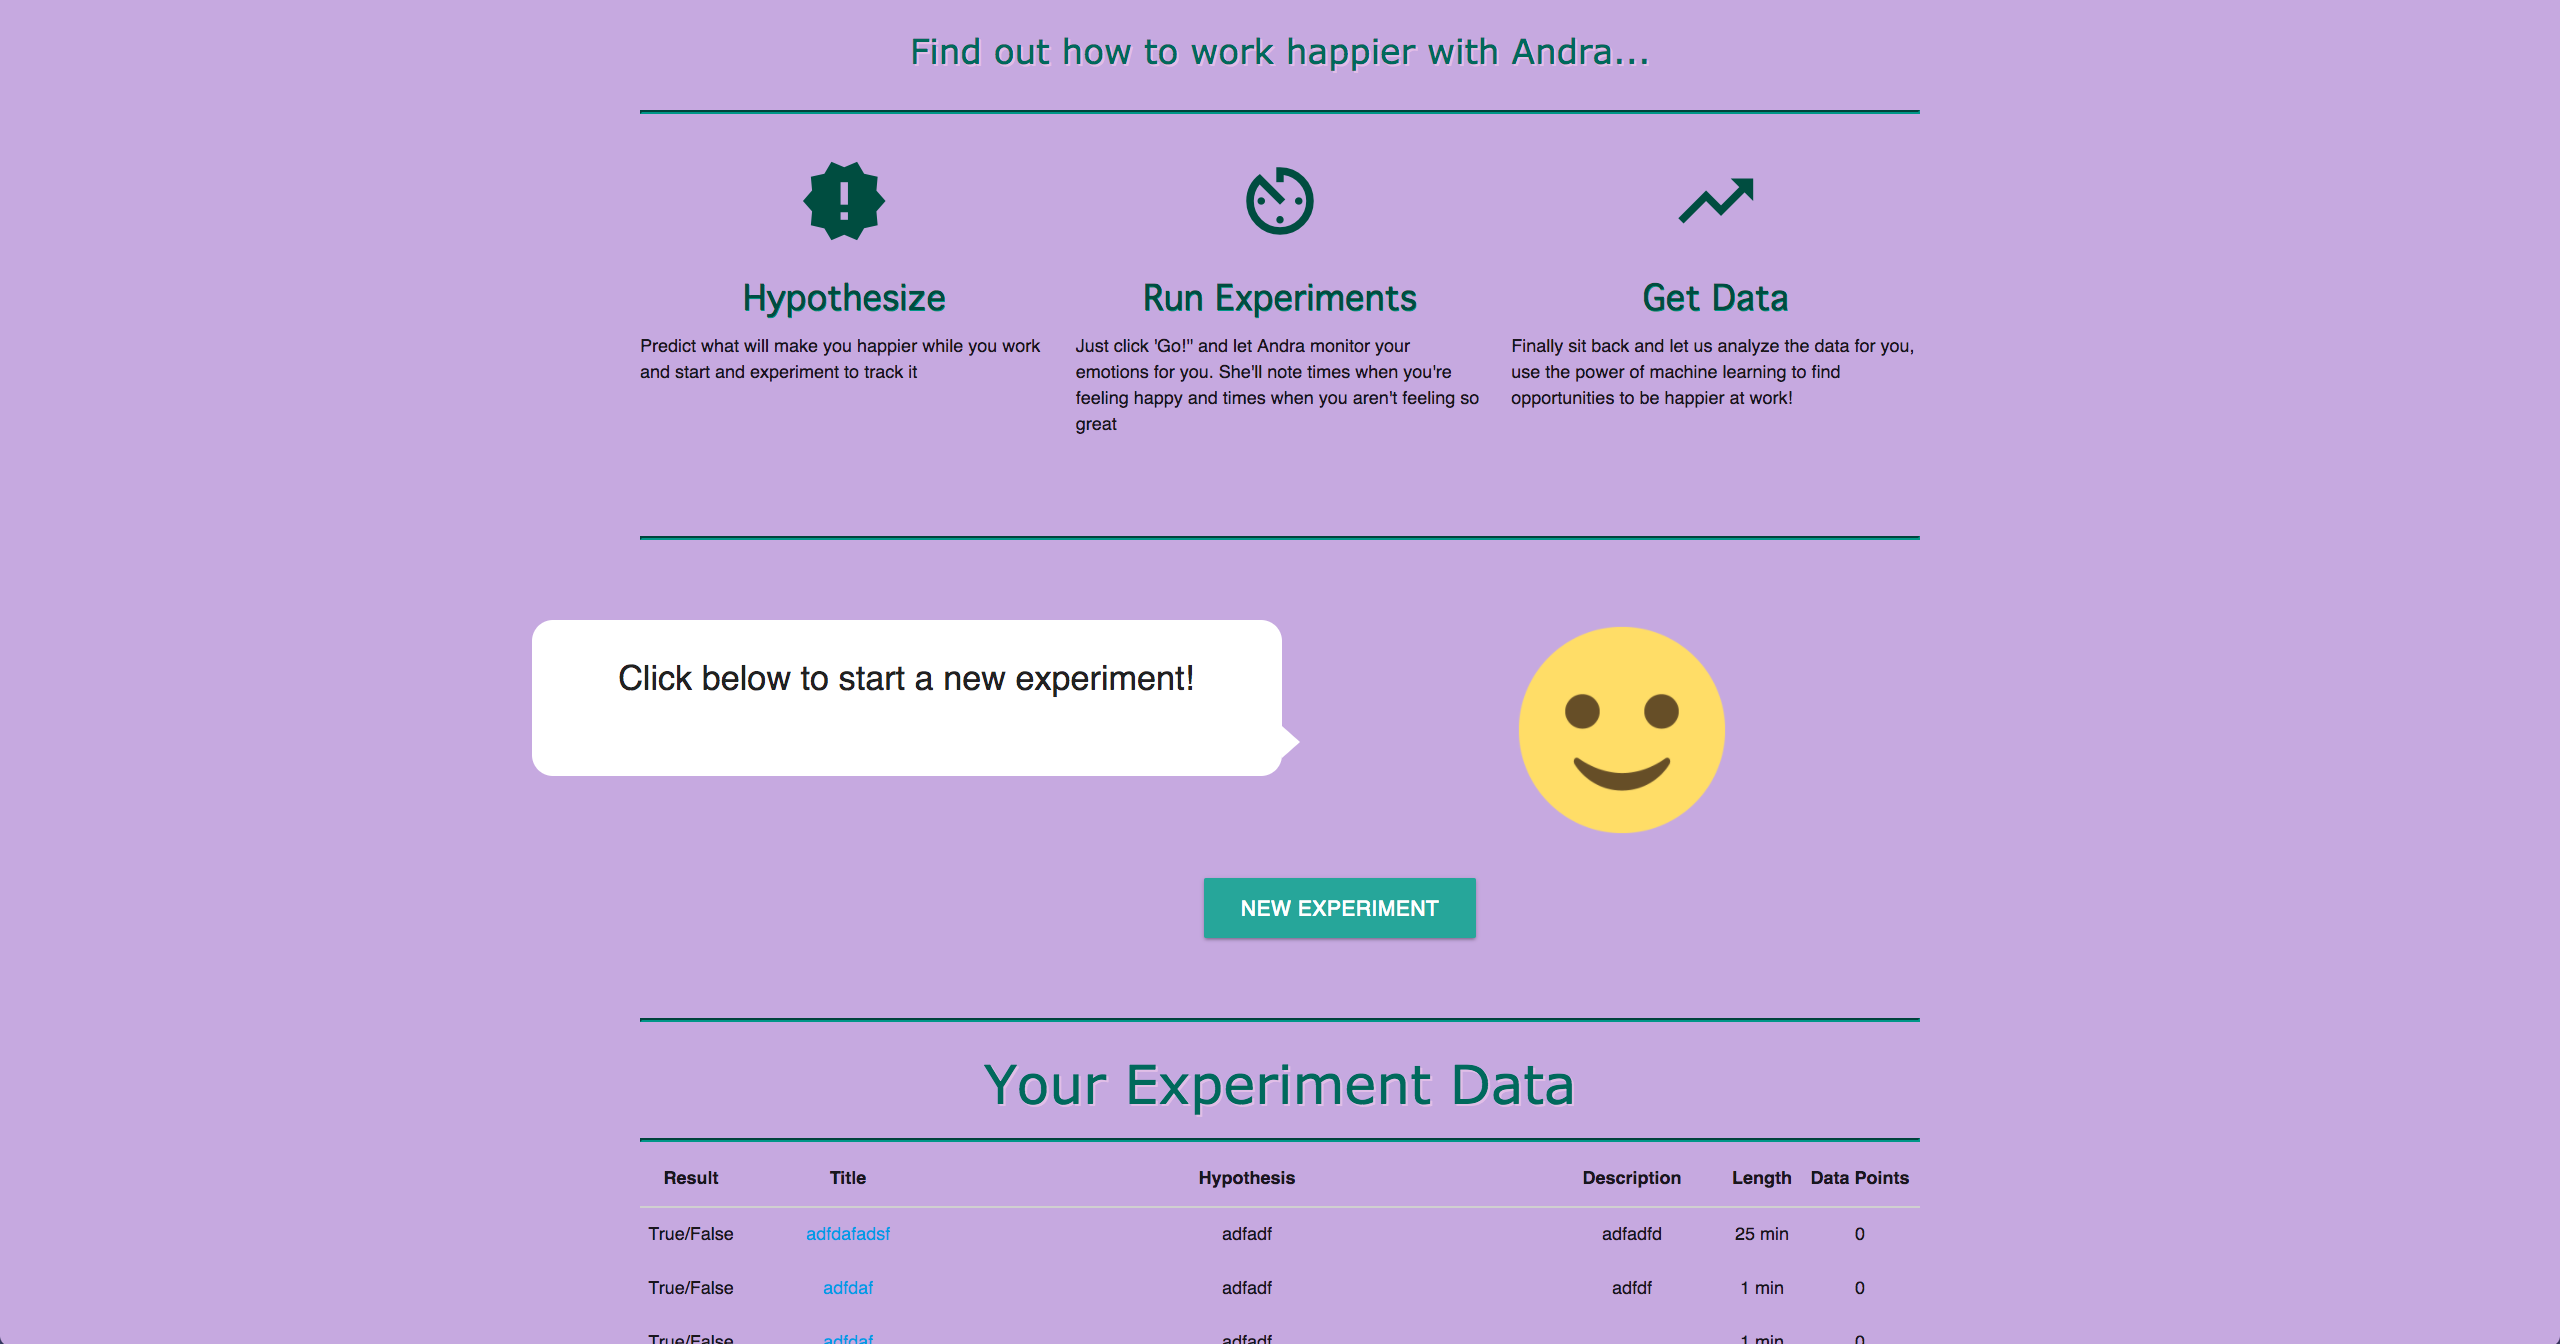 Find out how to work happier with Andra...
Hypothesize
Predict what will make you happier while you work
and start and experiment to track it
Run Experiments
Just click 'Go!" and let Andra monitor your
emotions for you. She'll note times when you're
feeling happy and times when you aren't feeling so
great
Get Data
Finally sit back and let us analyze the data for you,
use the power of machine learning to find
opportunities to be happier at work!
Click below to start a new experiment!
NEW EXPERIMENT
Your Experiment Data
Result Title Hypothesis Description Length Data Points
True/False adfdafadsf adfadf adfadfd 25 min 0
True/False adfdaf adfadf adfdf 1 min 0
True/False adfdaf adfadf 1 min 0